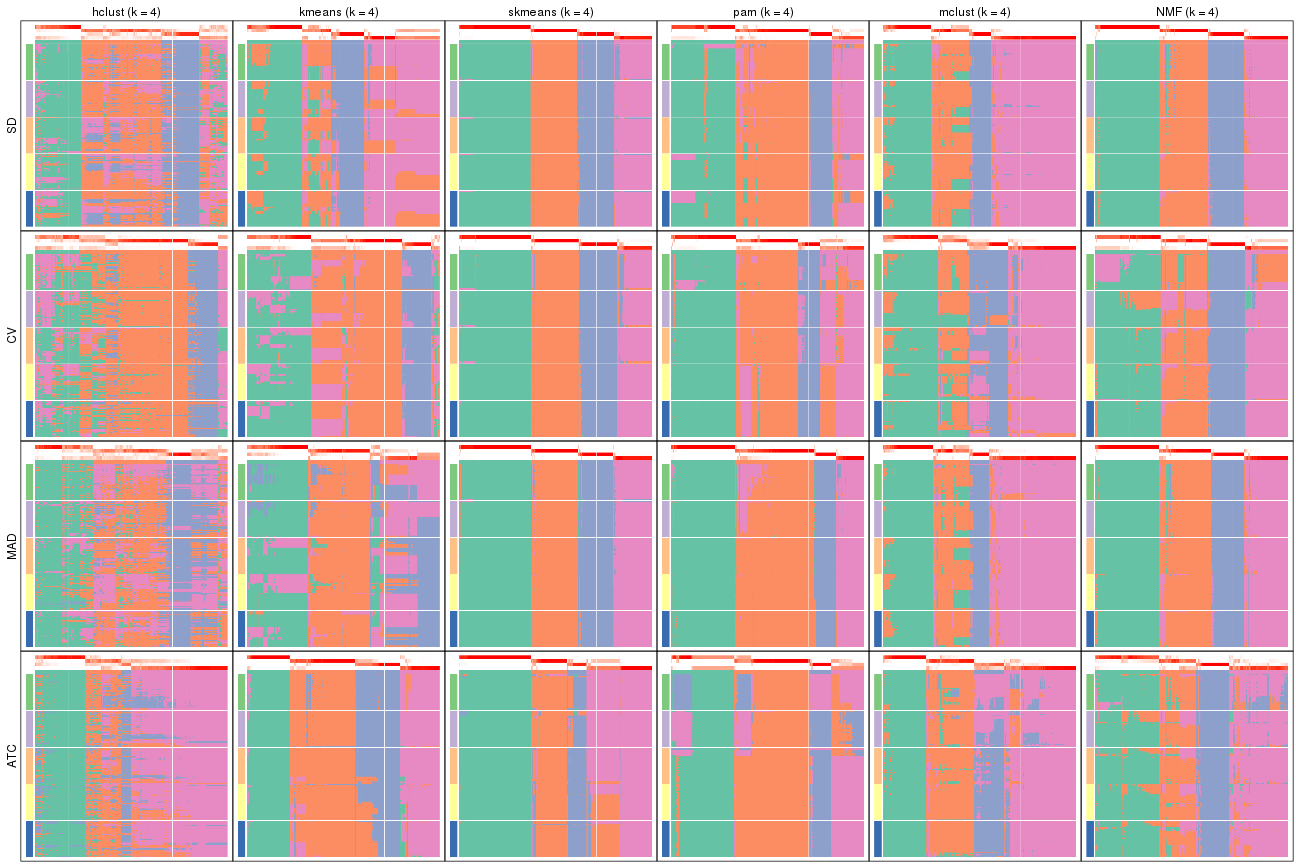 hclust (k = 4) kmeans (k = 4) skmeans (k = 4) pam (k = 4) mclust (k = 4) NMF (k = 4)
SD
CV
MAD
ATC